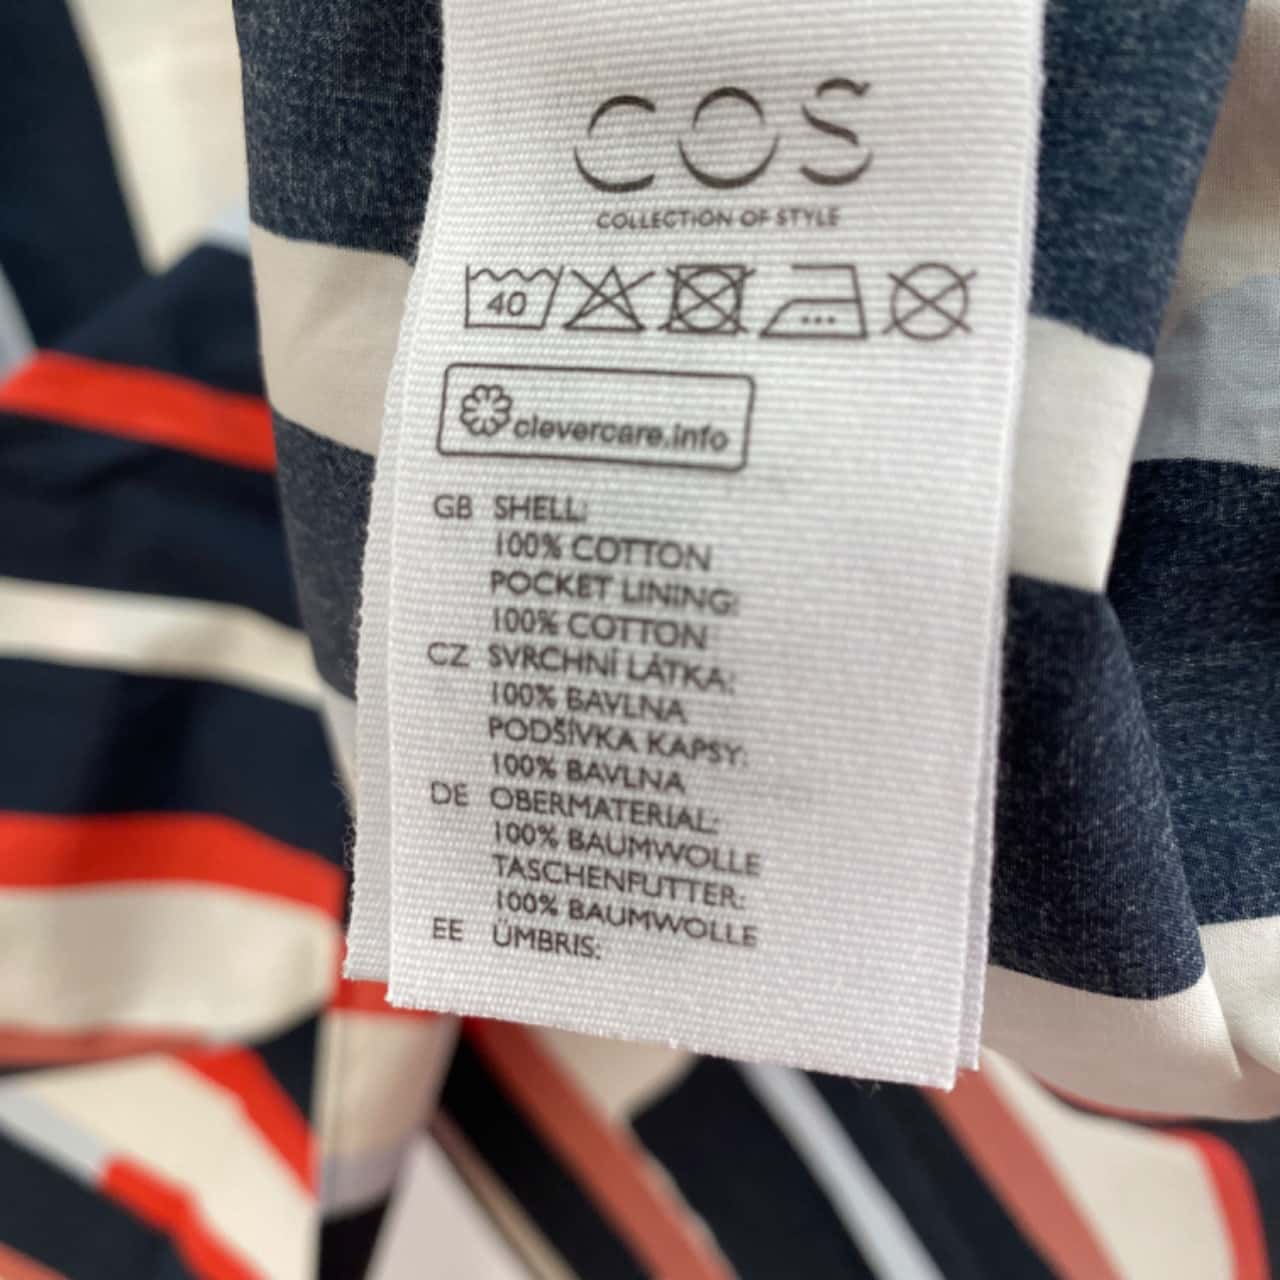 COS
COLLECTION OF STYLE
40
clevercare.info
GB SHELL:
100% COTTON
POCKET LINING:
100% COTTON
CZ SVRCHNÍ LÁTKA:
100% BAVLNA
PODŠÍVKA KAPSY:
100% BAVLNA
DE OBERMATERIAL:
100% BAUMWOLLE
TASCHENFUTTER:
100% BAUMWOLLE
EE ÜMBRIS: